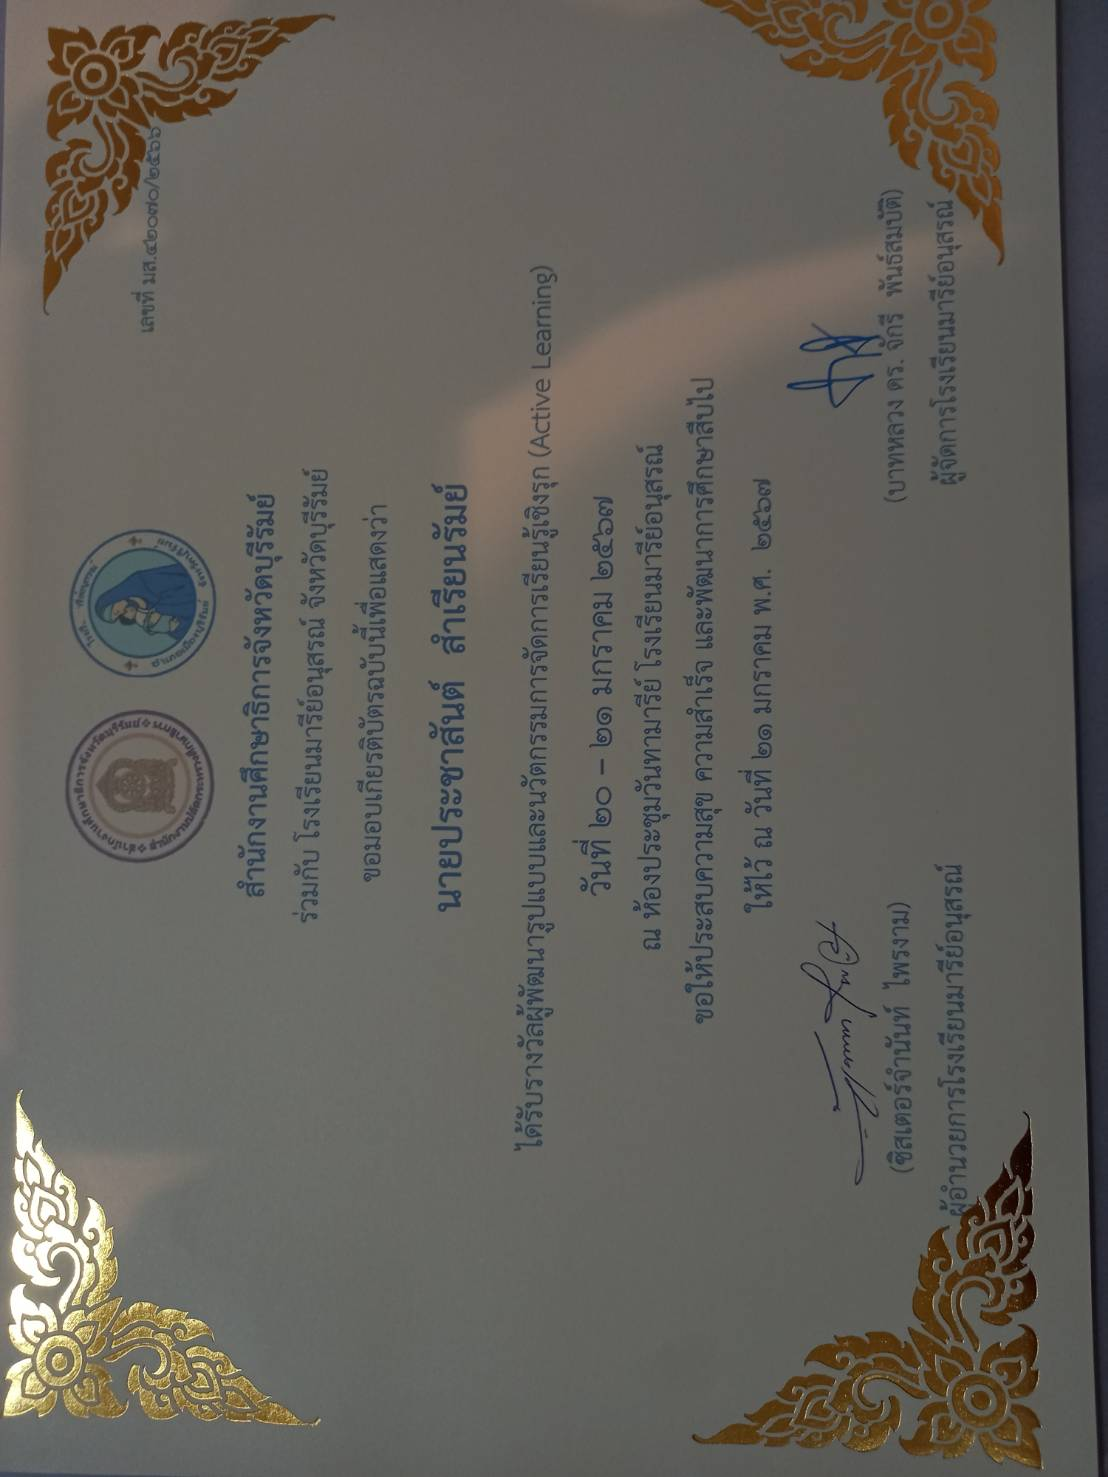 เลขที่ มส.๔๒๐๗๐/๒๕๖๖
สำนักงานศึกษาธิการจังหวัดบุรีรัมย์
ร่วมกับ โรงเรียนมารีย์อนุสรณ์ จังหวัดบุรีรัมย์
ขอมอบเกียรติบัตรฉบับนี้เพื่อแสดงว่า
นายประชาสันต์ สำเรียนรัมย์
ได้รับรางวัลผู้พัฒนารูปแบบและนวัตกรรมการจัดการเรียนรู้เชิงรุก (Active Learning)
วันที่ ๒๐ – ๒๑ มกราคม ๒๕๖๗
ณ ห้องประชุมวันทามารีย์ โรงเรียนมารีย์อนุสรณ์
ขอให้ประสบความสุข ความสำเร็จ และพัฒนาการศึกษาสืบไป
ให้ไว้ ณ วันที่ ๒๑ มกราคม พ.ศ. ๒๕๖๗
(ซิสเตอร์จำนันท์ ไพรงาม)
ผู้อำนวยการโรงเรียนมารีย์อนุสรณ์
(บาทหลวง ดร. จักรี พันธ์สมบัติ)
ผู้จัดการโรงเรียนมารีย์อนุสรณ์